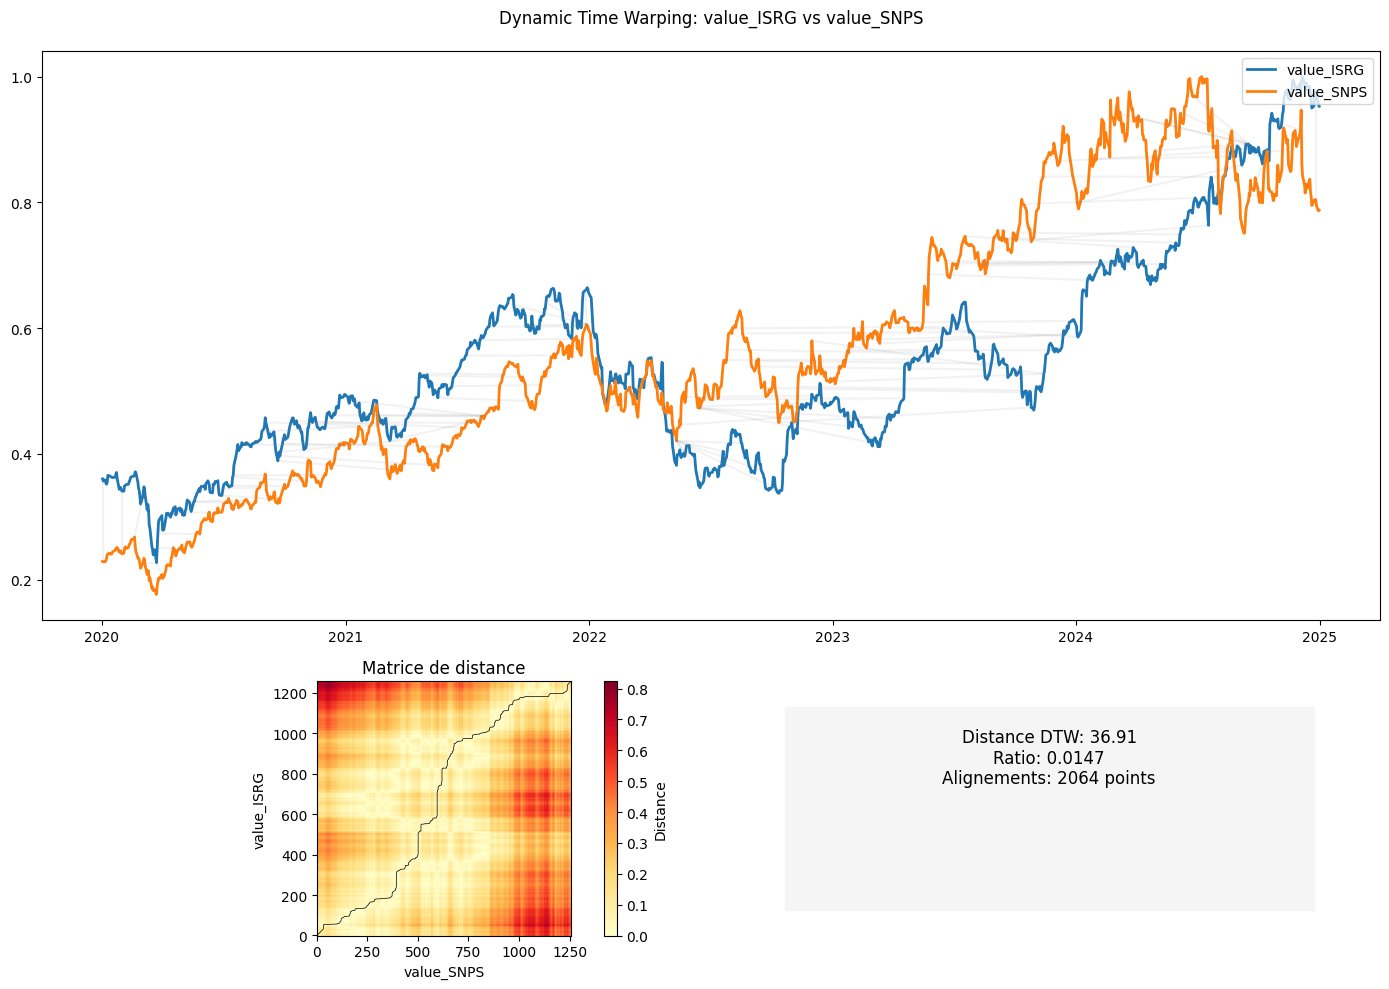 Dynamic Time Warping: value_ISRG vs value_SNPS
1.0
0.8
0.6
0.4
0.2
value_ISRG
value_SNPS
2020 2021 2022 2023 2024 2025
Matrice de distance
1200
1000
800
600
400
200
0
value_ISRG
0 250 500 750 1000 1250
value_SNPS
0.8
0.7
0.6
0.5
0.4
0.3
0.2
0.1
0.0
Distance
Distance DTW: 36.91
Ratio: 0.0147
Alignements: 2064 points